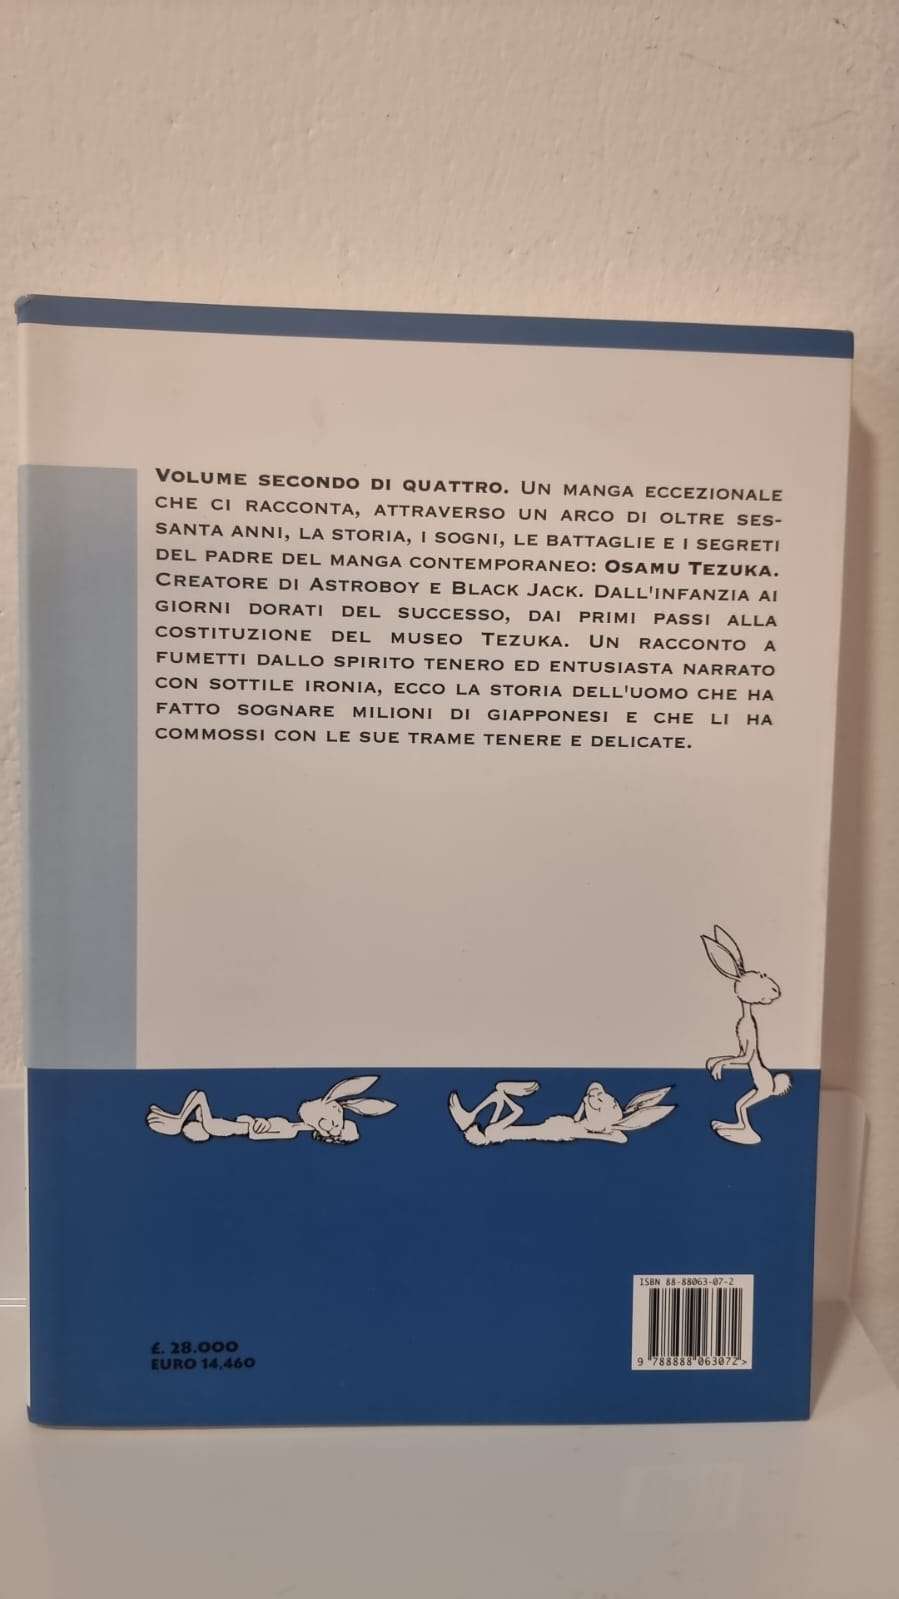 VOLUME SECONDO DI QUATTRO. UN MANGA ECCEZIONALE
CHE CI RACCONTA, ATTRAVERSO UN ARCO DI OLTRE SES-
SANTA ANNI, LA STORIA, I SOGNI, LE BATTAGLIE E I SEGRETI
DEL PADRE DEL MANGA CONTEMPORANEO: OSAMU TEZUKA.
CREATORE DI ASTROBOY E BLACK JACK. DALL'INFANZIA AI
GIORNI DORATI DEL SUCCESSO, DAI PRIMI PASSI ALLA
COSTITUZIONE DEL MUSEO TEZUKA. UN RACCONTO A
FUMETTI DALLO SPIRITO TENERO ED ENTUSIASTA NARRATO
CON SOTTILE IRONIA, ECCO LA STORIA DELL'UOMO CHE HA
FATTO SOGNARE MILIONI DI GIAPPONESI E CHE LI HA
COMMOSSI CON LE SUE TRAME TENERE E DELICATE.
ISBN 88-88063-07-2
9 788888 063072>
£. 28.000
EURO 14,460